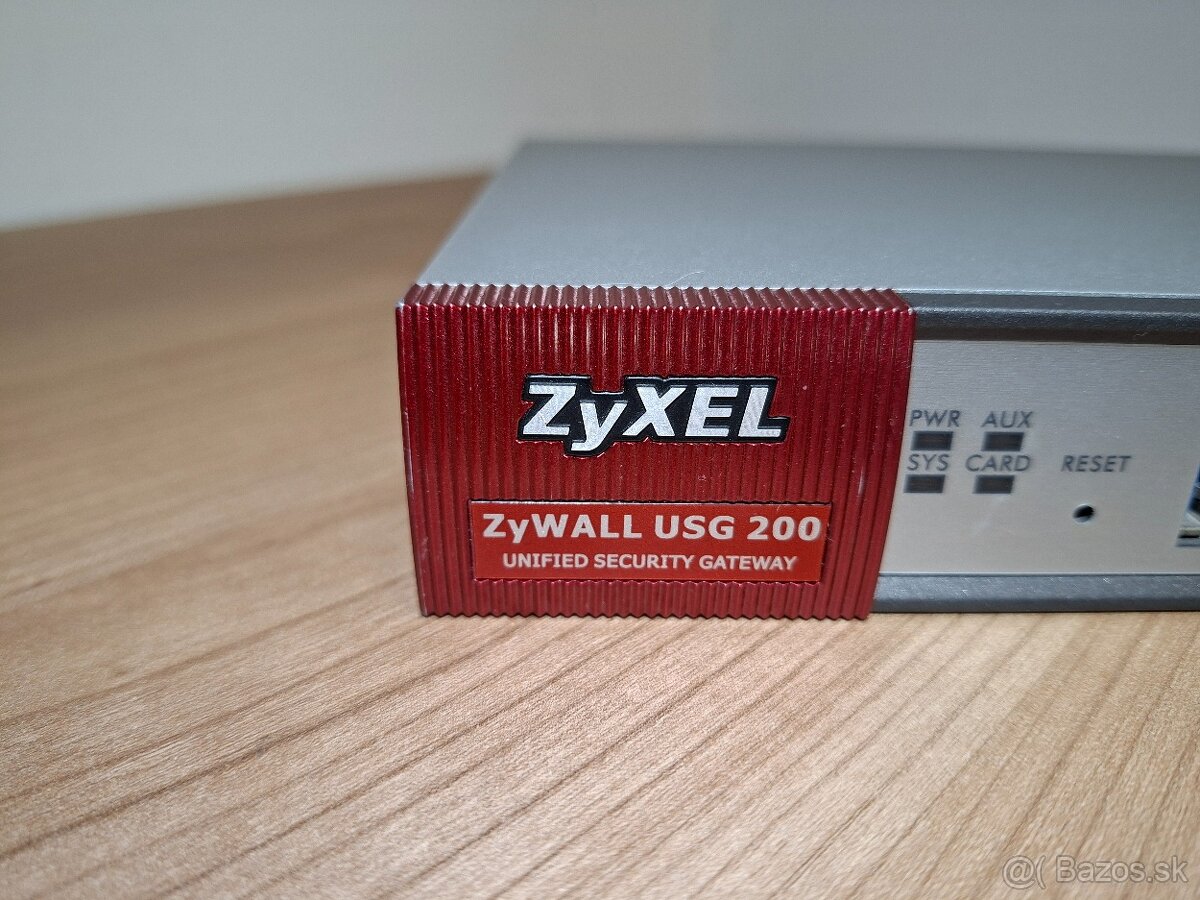 ZyXEL
ZyWALL USG 200
UNIFIED SECURITY GATEWAY
PWR AUX
SYS CARD
RESET
@( Bazos.sk